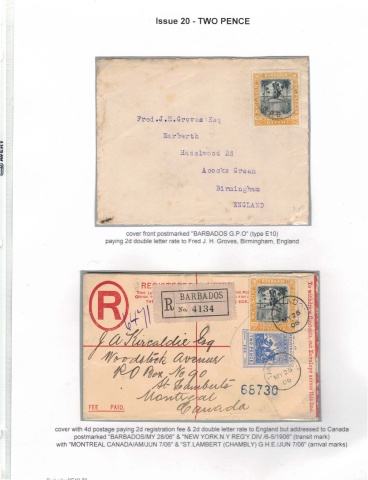 Issue 20 - TWO PENCE
Fred.J.H.Groves Esq
Barberth
Hazelwood Rd
Acocks Green
Birmingham
ENGLAND
cover front postmarked "BARBADOS G.P.O" (type E10)
paying 2d double letter rate to Fred J. H. Groves, Birmingham, England
R
R BARBADOS
No. 4134
J A Kircaldie Esq
Woodstock Avenue
P O Box No 90
St Lamberts
Montreal
Canada
66730
cover with 4d postage paying 2d registration fee & 2d double letter rate to England but addressed to Canada
postmarked "BARBADOS/MY 28/06" & "NEW YORK.N.Y REG'Y.DIV./6-5/1906" (transit mark)
with "MONTREAL CANADA/AM/JUN 7/06" & "ST.LAMBERT (CHAMBLY) G.H.E./JUN 7/06" (arrival marks)